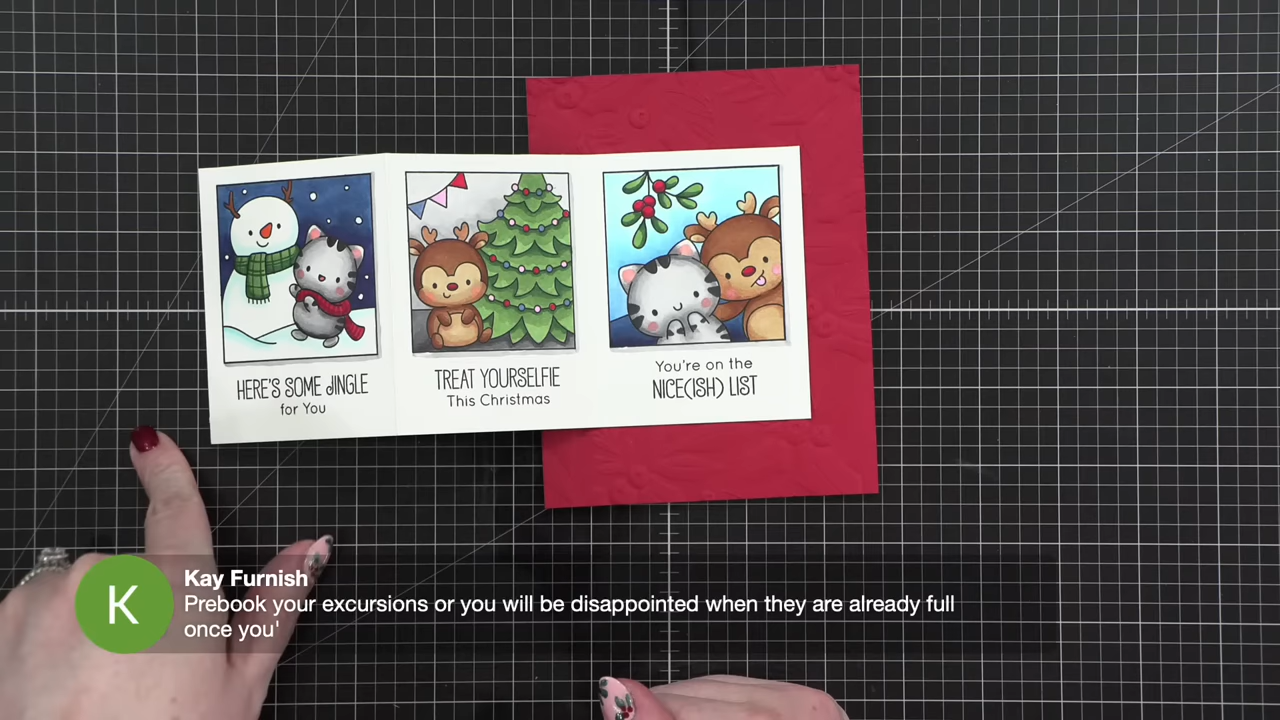 HERE'S SOME JINGLE
for You
TREAT YOURSELFIE
This Christmas
You're on the
NICE(ISH) LIST
K
Kay Furnish
Prebook your excursions or you will be disappointed when they are already full
once you'